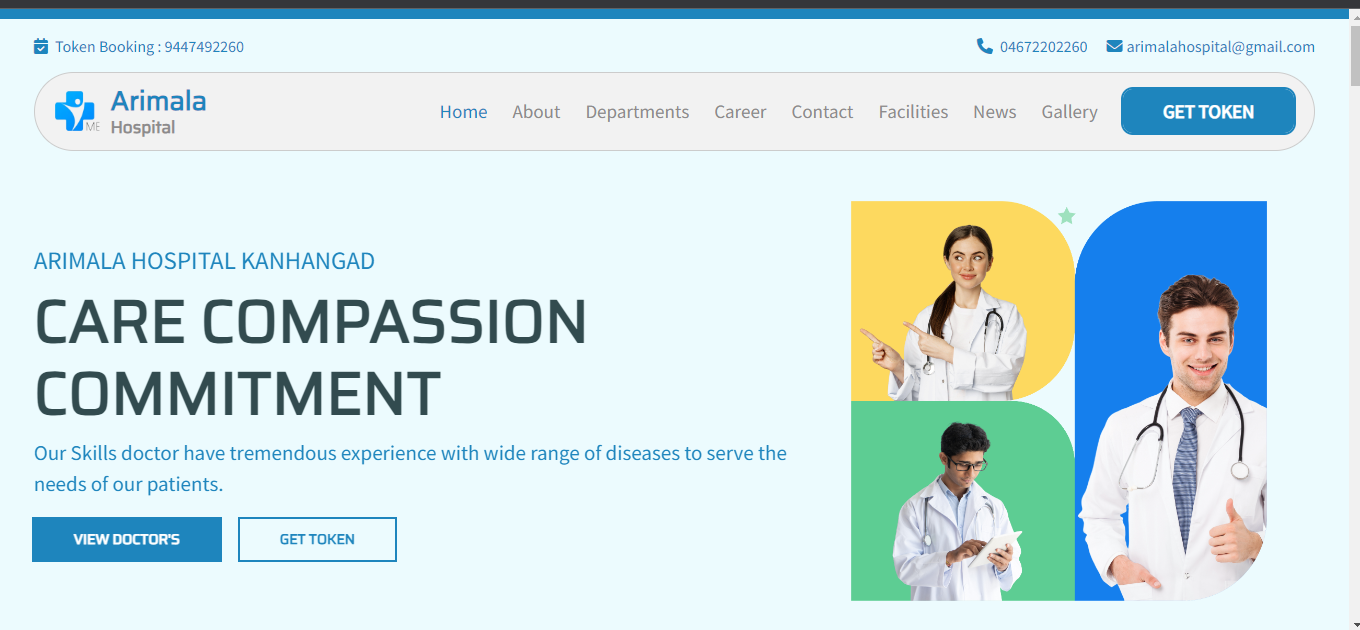 Token Booking : 9447492260
04672202260
arimalahospital@gmail.com
Arimala
Hospital
ME
Home
About
Departments
Career
Contact
Facilities
News
Gallery
GET TOKEN
ARIMALA HOSPITAL KANHANGAD
CARE COMPASSION
COMMITMENT
Our Skills doctor have tremendous experience with wide range of diseases to serve the
needs of our patients.
VIEW DOCTOR'S
GET TOKEN